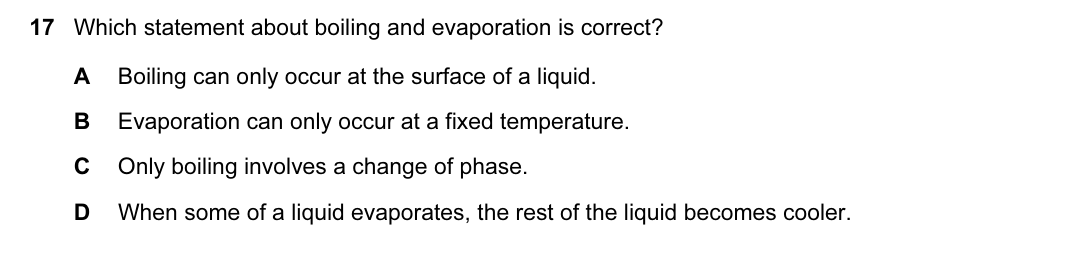 17 Which statement about boiling and evaporation is correct?
A Boiling can only occur at the surface of a liquid.
B Evaporation can only occur at a fixed temperature.
C Only boiling involves a change of phase.
D When some of a liquid evaporates, the rest of the liquid becomes cooler.